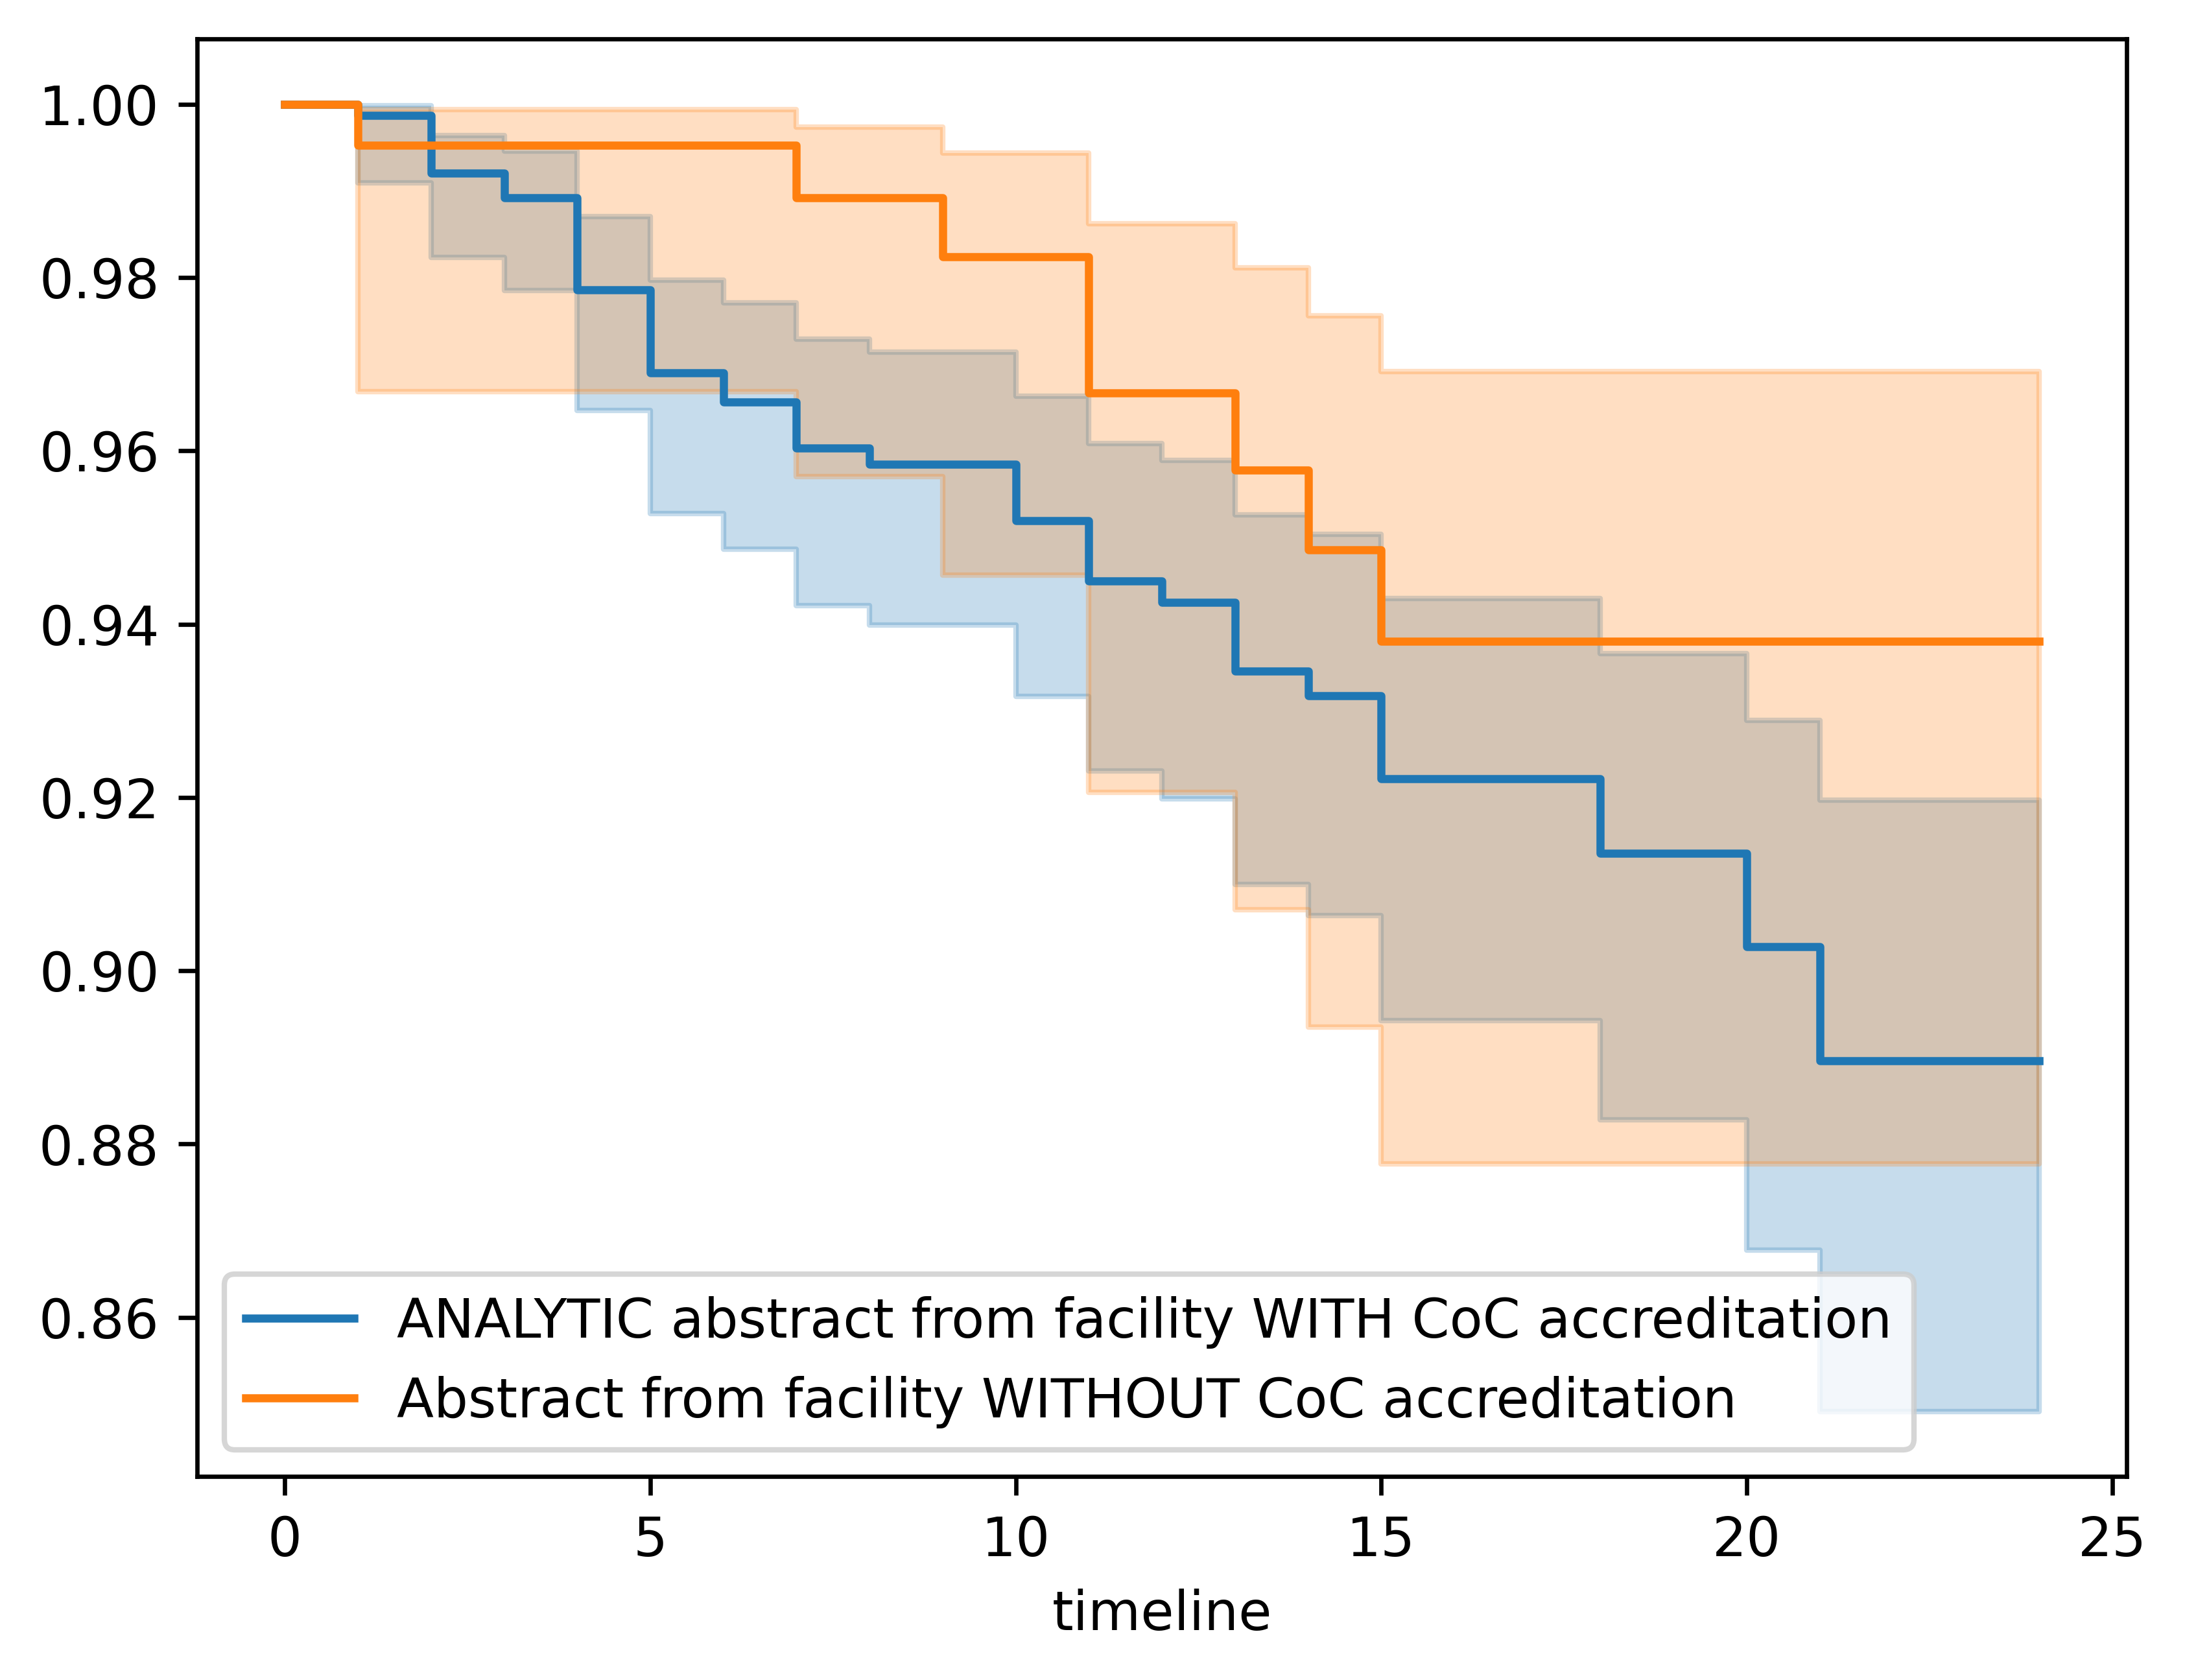 1.00
0.98
0.96
0.94
0.92
0.90
0.88
0.86
ANALYTIC abstract from facility WITH CoC accreditation
Abstract from facility WITHOUT CoC accreditation
0 5 10 15 20 25
timeline